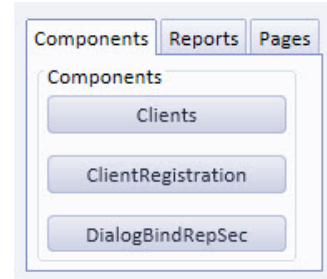 Components Reports Pages
Components
Clients
ClientRegistration
DialogBindRepSec